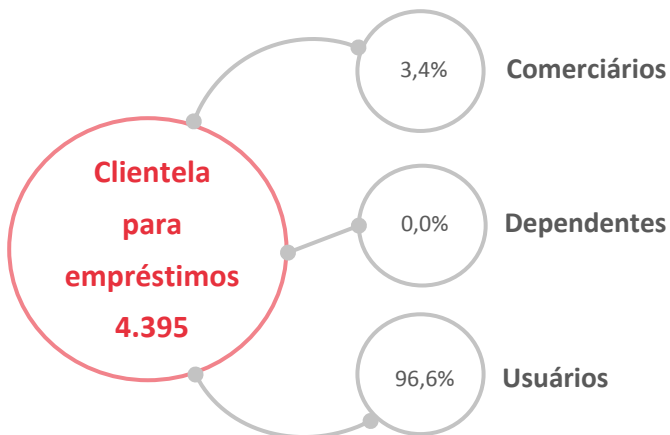 Clientela
para
empréstimos
4.395
3,4% Comerciários
0,0% Dependentes
96,6% Usuários